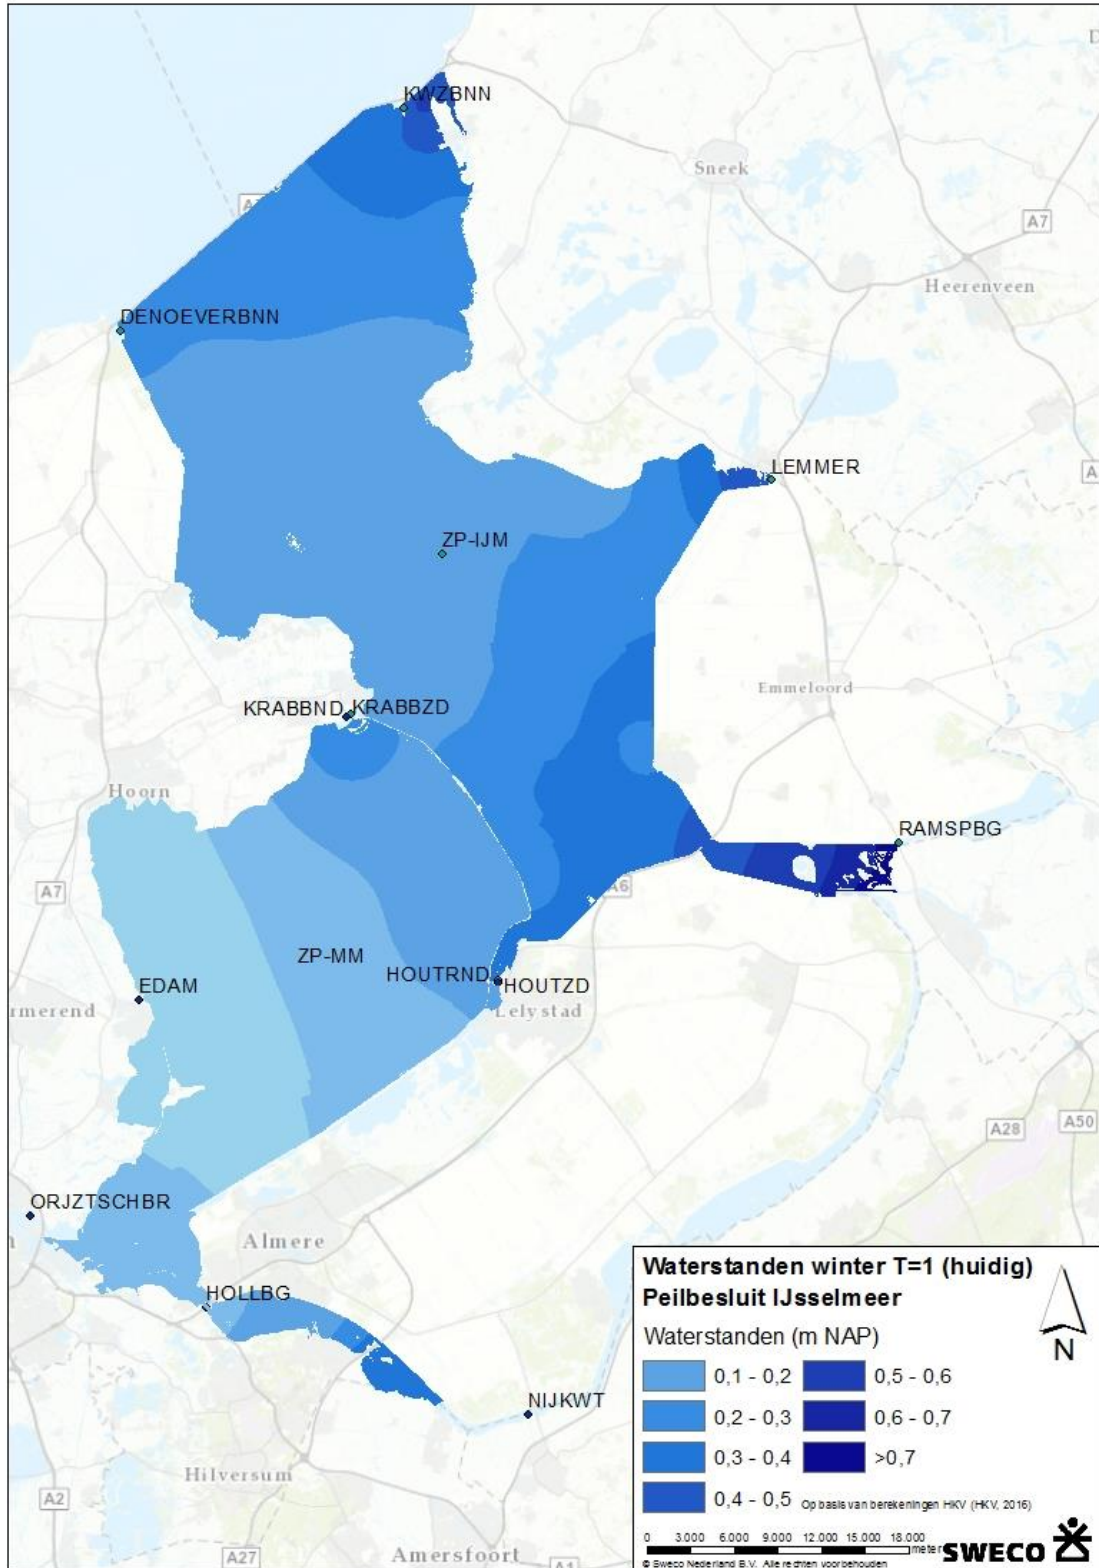 KWZBNN
Sneek
A7
Heerenveen
DENOEVERBNN
LEMMER
ZP-IJM
KRABBND
KRABBZD
Emmeloord
Hoorn
RAMSPBG
A7
A6
ZP-MM
HOUTRND
HOUTZD
EDAM
Lelystad
rmerend
A28
A50
ORJZTSCHBR
Almere
HOLLBG
NIJKWT
Hilversum
A2
A27
Amersfoort
A1
Waterstanden winter T=1 (huidig)
Peilbesluit IJsselmeer
N
Waterstanden (m NAP)
0,1 - 0,2
0,5 - 0,6
0,2 - 0,3
0,6 - 0,7
0,3 - 0,4
>0,7
0,4 - 0,5
Op basis van berekeningen HKV (HKV, 2016)
0 3.000 6.000 9.000 12.000 15.000 18.000
meter
SWECO
© Sweco Nederland B.V. Alle rechten voorbehouden